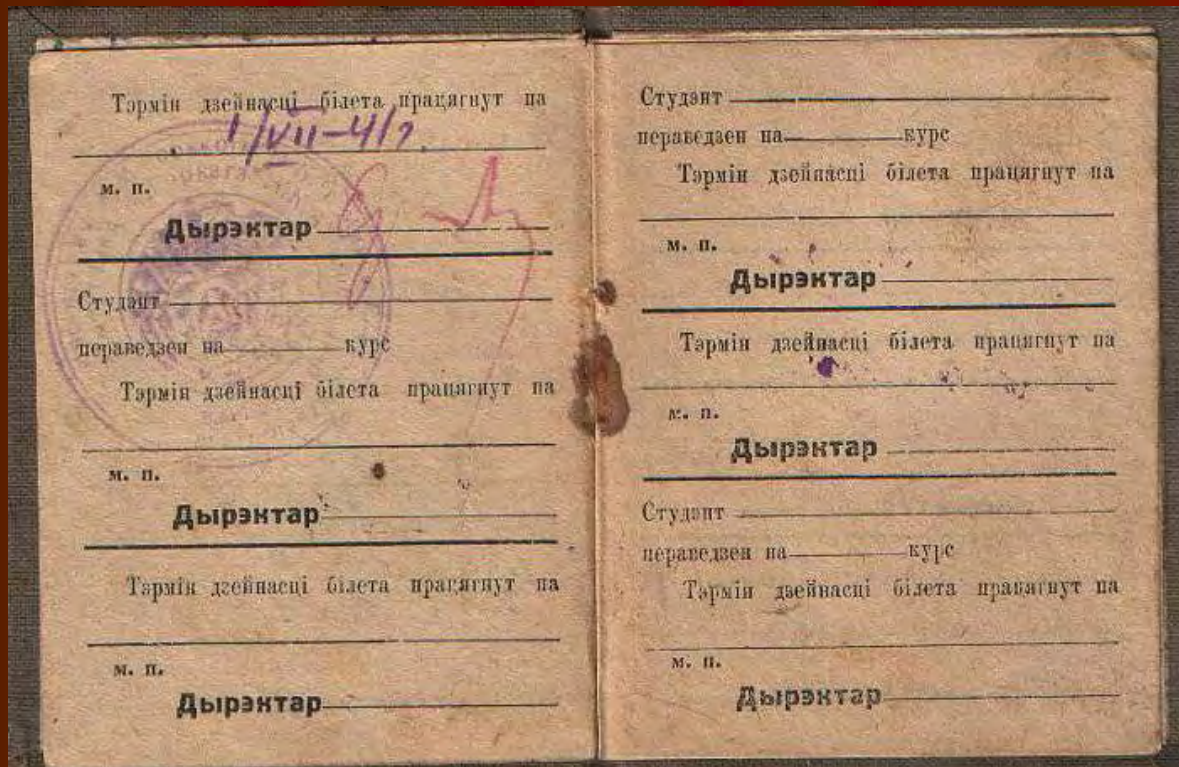 Тэрмін дзейнасці білета працягнут на
1/VII-41г.
м. п.
Дырэктар
Студэнт
пераведзен на курс
Тэрмін дзейнасці білета працягнут на
м. п.
Дырэктар
Тэрмін дзейнасці білета працягнут на
м. п.
Дырэктар
Студэнт
пераведзен на курс
Тэрмін дзейнасці білета працягнут на
м. п.
Дырэктар
Тэрмін дзейнасці білета працягнут на
м. п.
Дырэктар
Студэнт
пераведзен на курс
Тэрмін дзейнасці білета працягнут на
м. п.
Дырэктар